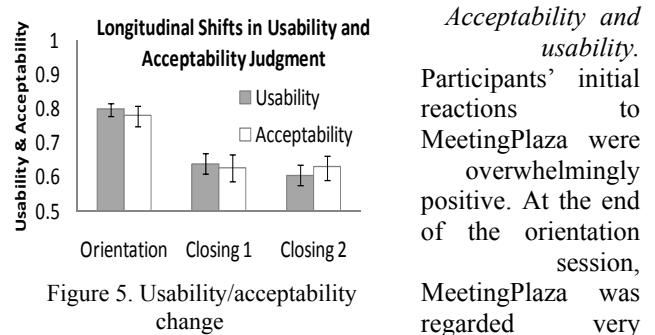 Longitudinal Shifts in Usability and
Acceptability Judgment
Usability & Acceptability
1
0.9
0.8
0.7
0.6
0.5
Usability
Acceptability
Orientation Closing 1 Closing 2
Figure 5. Usability/acceptability
change
Acceptability and
usability.
Participants’ initial
reactions to
MeetingPlaza were
overwhelmingly
positive. At the end
of the orientation
session,
MeetingPlaza was
regarded very